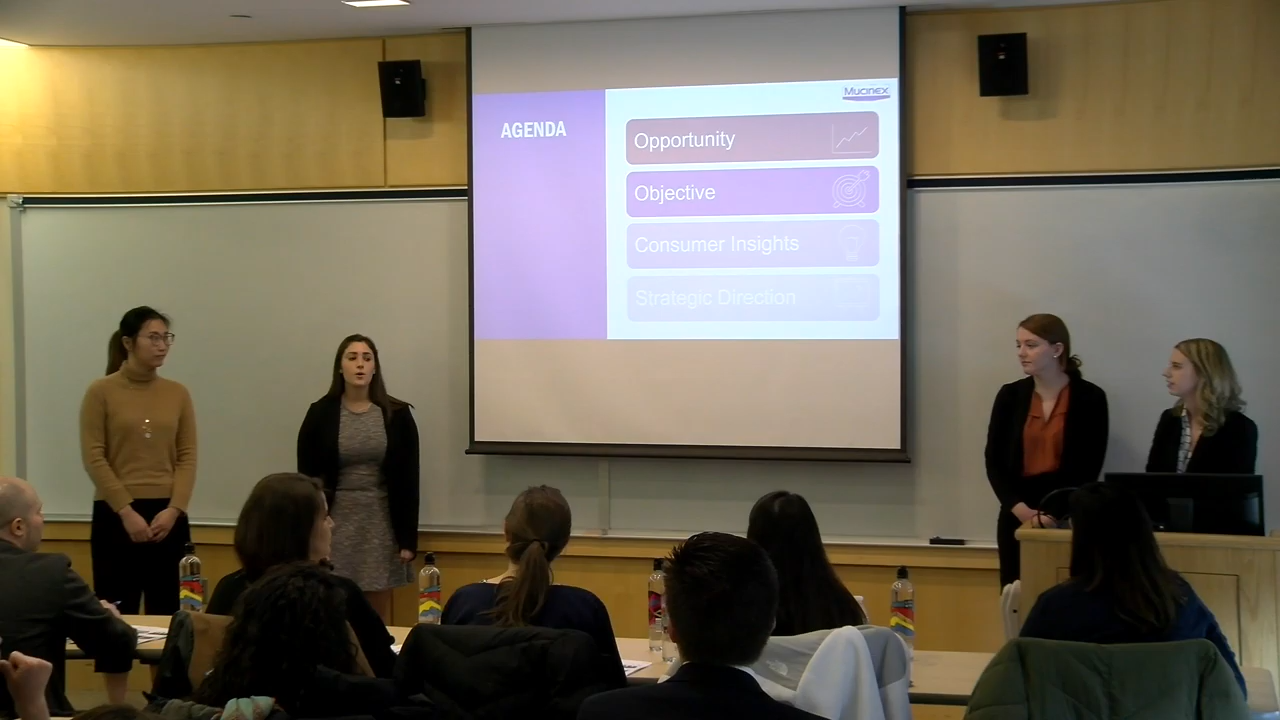 Mucinex
AGENDA
Opportunity
Objective
Consumer Insights
Strategic Direction